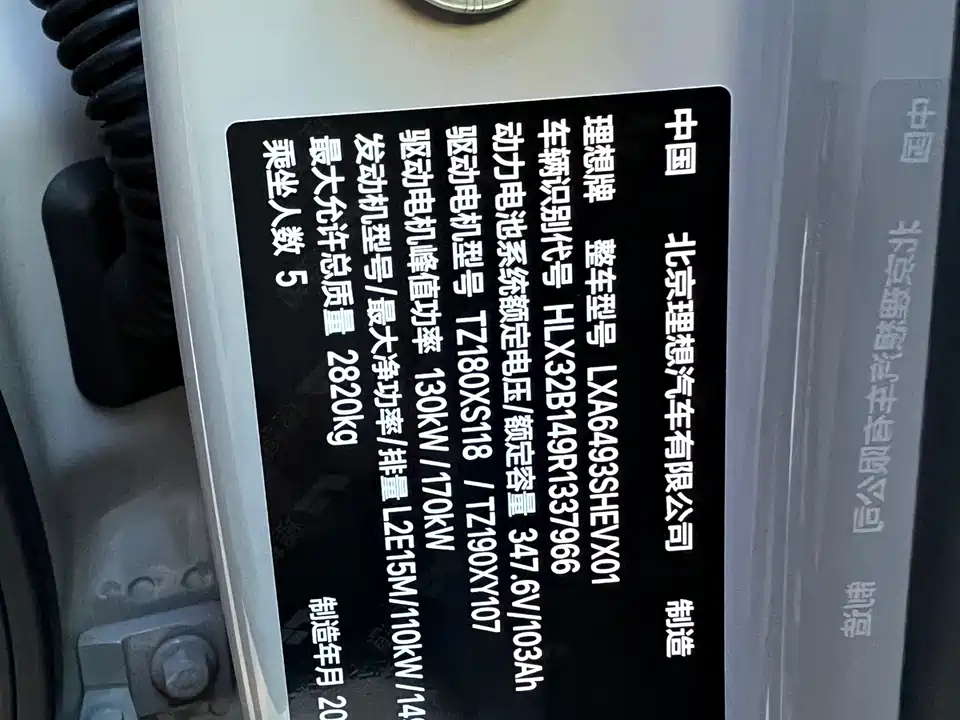 中国 北京理想汽车有限公司 制造
理想牌 整车型号 LXA6493SHEVX01
车辆识别代号 HLX32B149R1337966
动力电池系统额定电压/额定容量 347.6V/103Ah
驱动电机型号 TZ180XS118 /TZ190XY107
驱动电机峰值功率 130kW/170kW
发动机型号/最大净功率/排量 L2E15M/110kW/149
最大允许总质量 2820kg 制造年月 20
乘坐人数 5